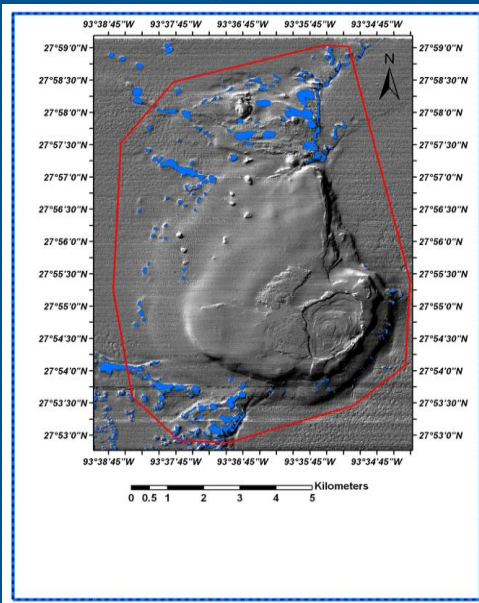 93°38'45"W 93°37'45"W 93°36'45"W 93°35'45"W 93°34'45"W
27°59'0"N 27°59'0"N
27°58'30"N 27°58'30"N
27°58'0"N 27°58'0"N
27°57'30"N 27°57'30"N
27°57'0"N 27°57'0"N
27°56'30"N 27°56'30"N
27°56'0"N 27°56'0"N
27°55'30"N 27°55'30"N
27°55'0"N 27°55'0"N
27°54'30"N 27°54'30"N
27°54'0"N 27°54'0"N
27°53'30"N 27°53'30"N
27°53'0"N 27°53'0"N
N
93°38'45"W 93°37'45"W 93°36'45"W 93°35'45"W 93°34'45"W
Kilometers
0 0.5 1 2 3 4 5